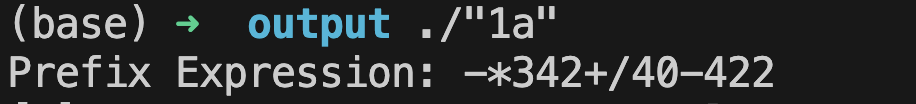 (base) ➜ output ./"1a"
Prefix Expression: -*342+/40-422